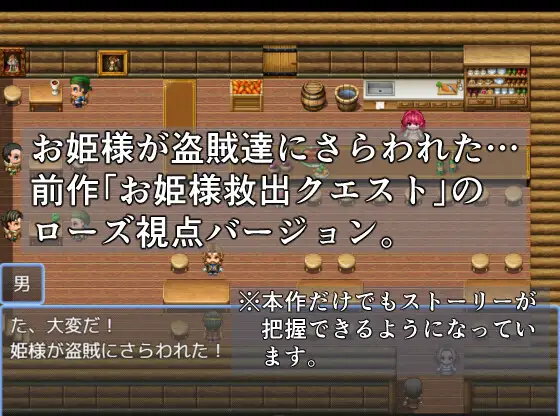 お姫様が盗賊達にさらわれた…
前作｢お姫様救出クエスト｣の
ローズ視点バージョン。
男
た、大変だ！
姫様が盗賊にさらわれた！
※本作だけでもストーリーが
把握できるようになってい
ます。